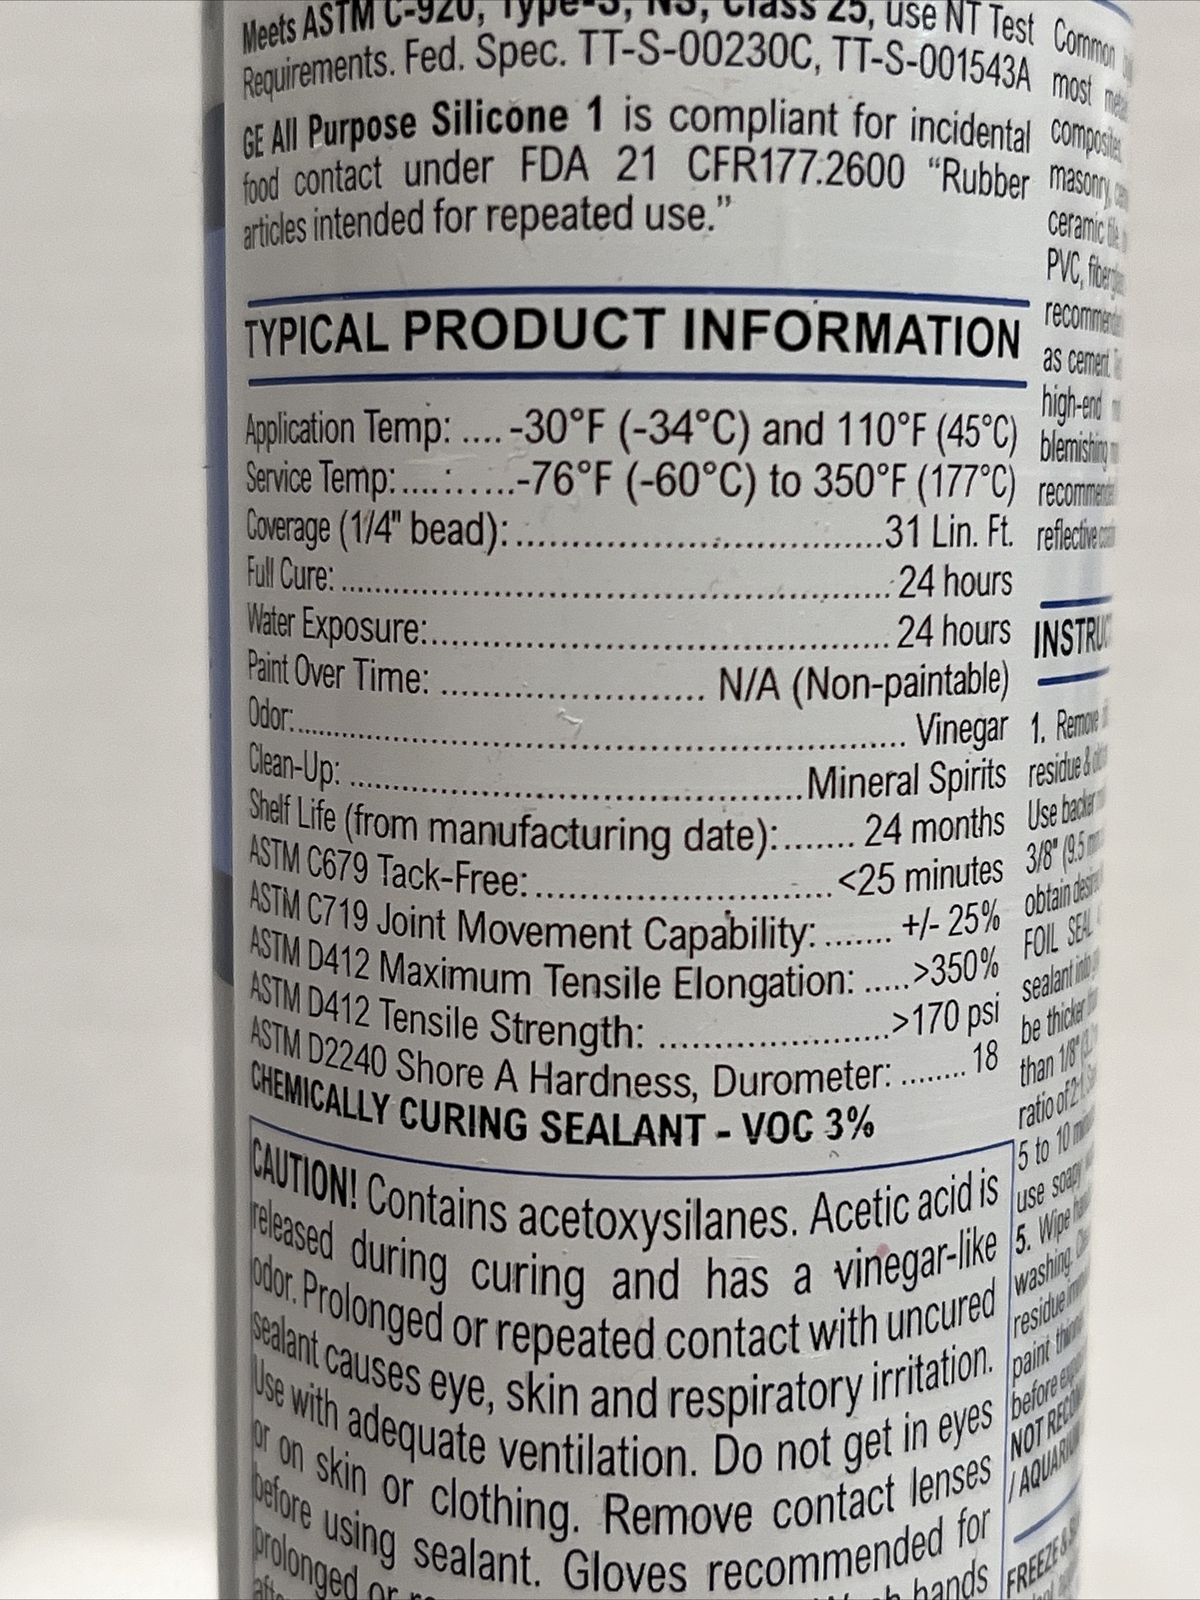 Meets ASTM C-920, Type-S, NS, Class 25, use NT Test
Requirements. Fed. Spec. TT-S-00230C, TT-S-001543A
GE All Purpose Silicone 1 is compliant for incidental
food contact under FDA 21 CFR177.2600 “Rubber
articles intended for repeated use.”
TYPICAL PRODUCT INFORMATION
Application Temp: ....-30°F (-34°C) and 110°F (45°C)
Service Temp:..........-76°F (-60°C) to 350°F (177°C)
Coverage (1/4" bead):....................................31 Lin. Ft.
Full Cure:......................................................24 hours
Water Exposure:.............................................24 hours
Paint Over Time: .......................... N/A (Non-paintable)
Odor:............................................................. Vinegar
Clean-Up: .............................................Mineral Spirits
Shelf Life (from manufacturing date):....... 24 months
ASTM C679 Tack-Free:..............................<25 minutes
ASTM C719 Joint Movement Capability: ....... +/- 25%
ASTM D412 Maximum Tensile Elongation: .....>350%
ASTM D412 Tensile Strength: ......................>170 psi
ASTM D2240 Shore A Hardness, Durometer: ........ 18
CHEMICALLY CURING SEALANT - VOC 3%
CAUTION! Contains acetoxysilanes. Acetic acid is
released during curing and has a vinegar-like
odor. Prolonged or repeated contact with uncured
sealant causes eye, skin and respiratory irritation.
Use with adequate ventilation. Do not get in eyes
or on skin or clothing. Remove contact lenses
before using sealant. Gloves recommended for
prolonged or
hands
Common
most
composites,
masonry,
ceramic tile,
PVC,
as cement.
high-end
blemishing
reflective
1. Remove
residue &
Use backer
3/8" (9.5
obtain
FOIL SEAL
sealant into
be thicker
than 1/8"
ratio of 2:1.
5 to 10
use soapy
5. Wipe
washing.
residue
paint
before
NOT
/ AQUARIUM
FREEZE &